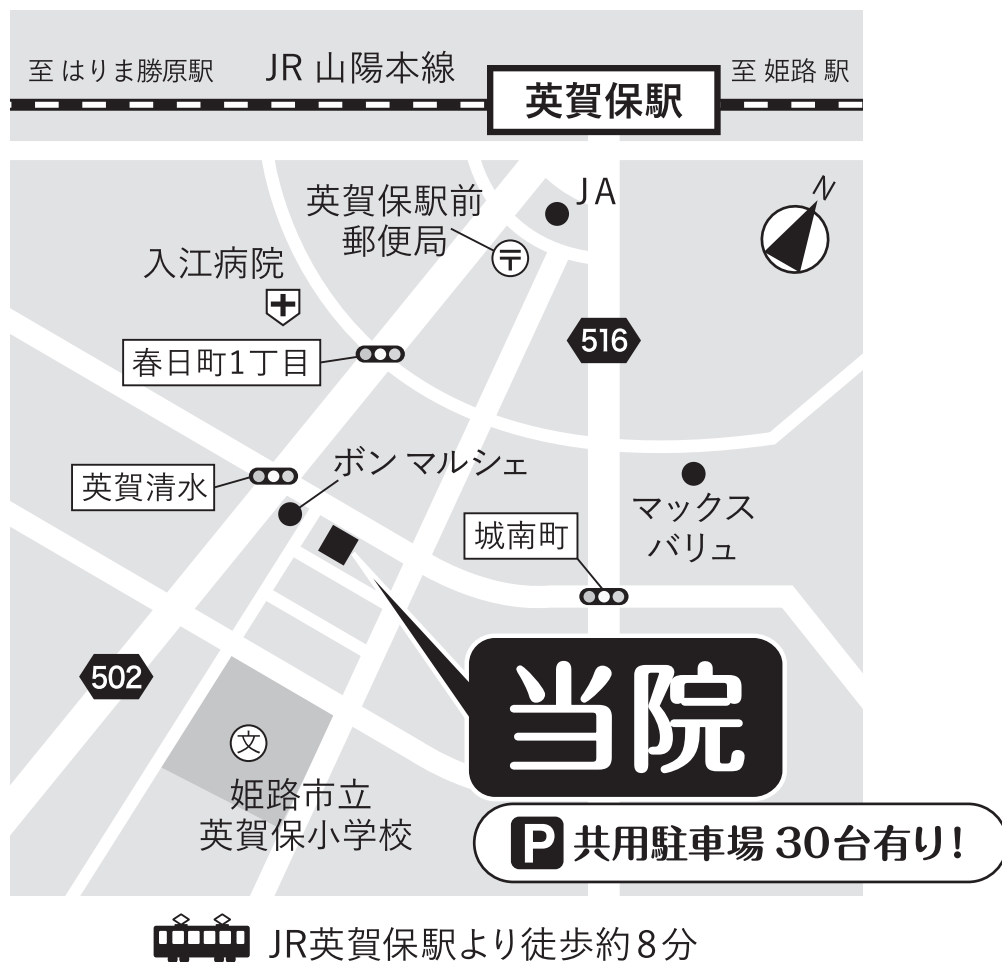 至 はりま勝原駅
JR 山陽本線
英賀保駅
至 姫路 駅
N
JA
英賀保駅前
郵便局
入江病院
516
春日町1丁目
ボン マルシェ
英賀清水
マックス
バリュ
城南町
502
当院
文
姫路市立
英賀保小学校
P 共用駐車場 30台有り!
JR英賀保駅より徒歩約8分